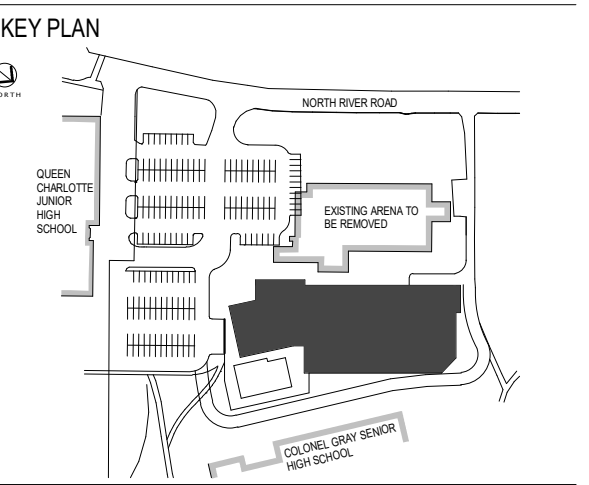 KEY PLAN
ORTH
NORTH RIVER ROAD
QUEEN
CHARLOTTE
JUNIOR
HIGH
SCHOOL
EXISTING ARENA TO
BE REMOVED
COLONEL GRAY SENIOR
HIGH SCHOOL